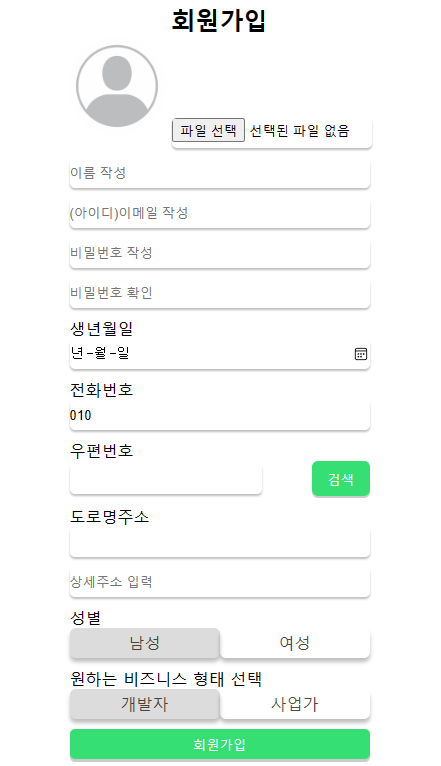 회원가입
파일 선택 선택된 파일 없음
이름 작성
(아이디)이메일 작성
비밀번호 작성
비밀번호 확인
생년월일
년-월-일
전화번호
010
우편번호
검색
도로명주소
상세주소 입력
성별
남성 여성
원하는 비즈니스 형태 선택
개발자 사업가
회원가입